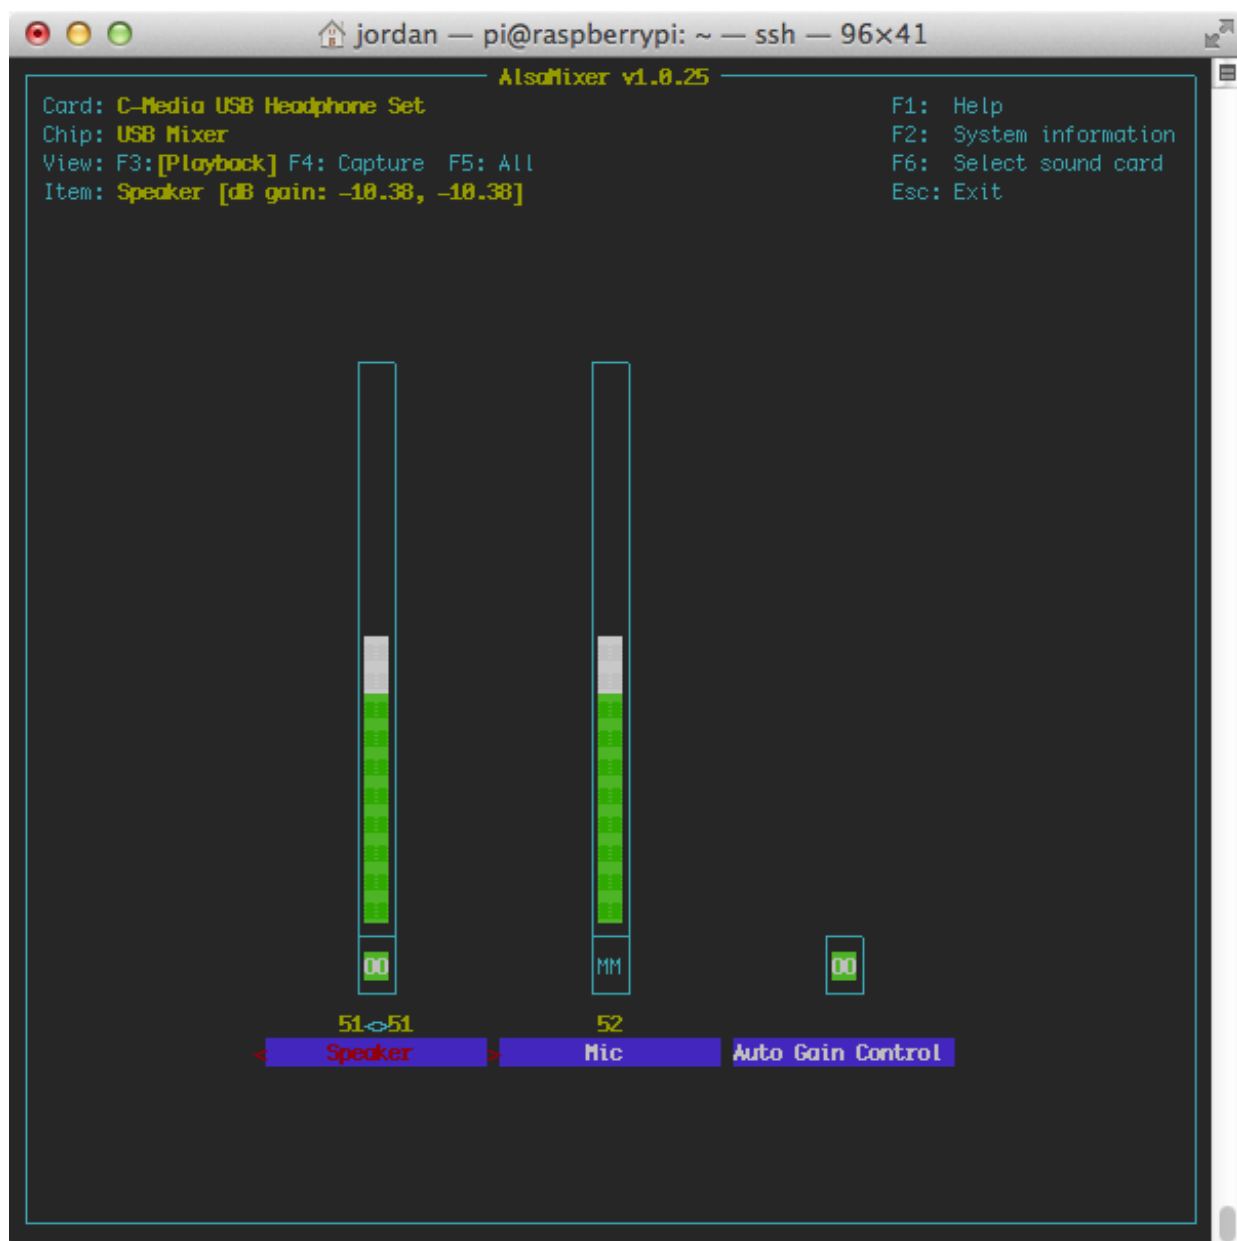 jordan — pi@raspberrypi: ~ — ssh — 96×41
AlsaMixer v1.0.25
Card: C-Media USB Headphone Set F1: Help
Chip: USB Mixer F2: System information
View: F3:[Playback] F4: Capture F5: All F6: Select sound card
Item: Speaker [dB gain: -10.38, -10.38] Esc: Exit
OO MM OO
51<>51 52
< Speaker > Mic Auto Gain Control